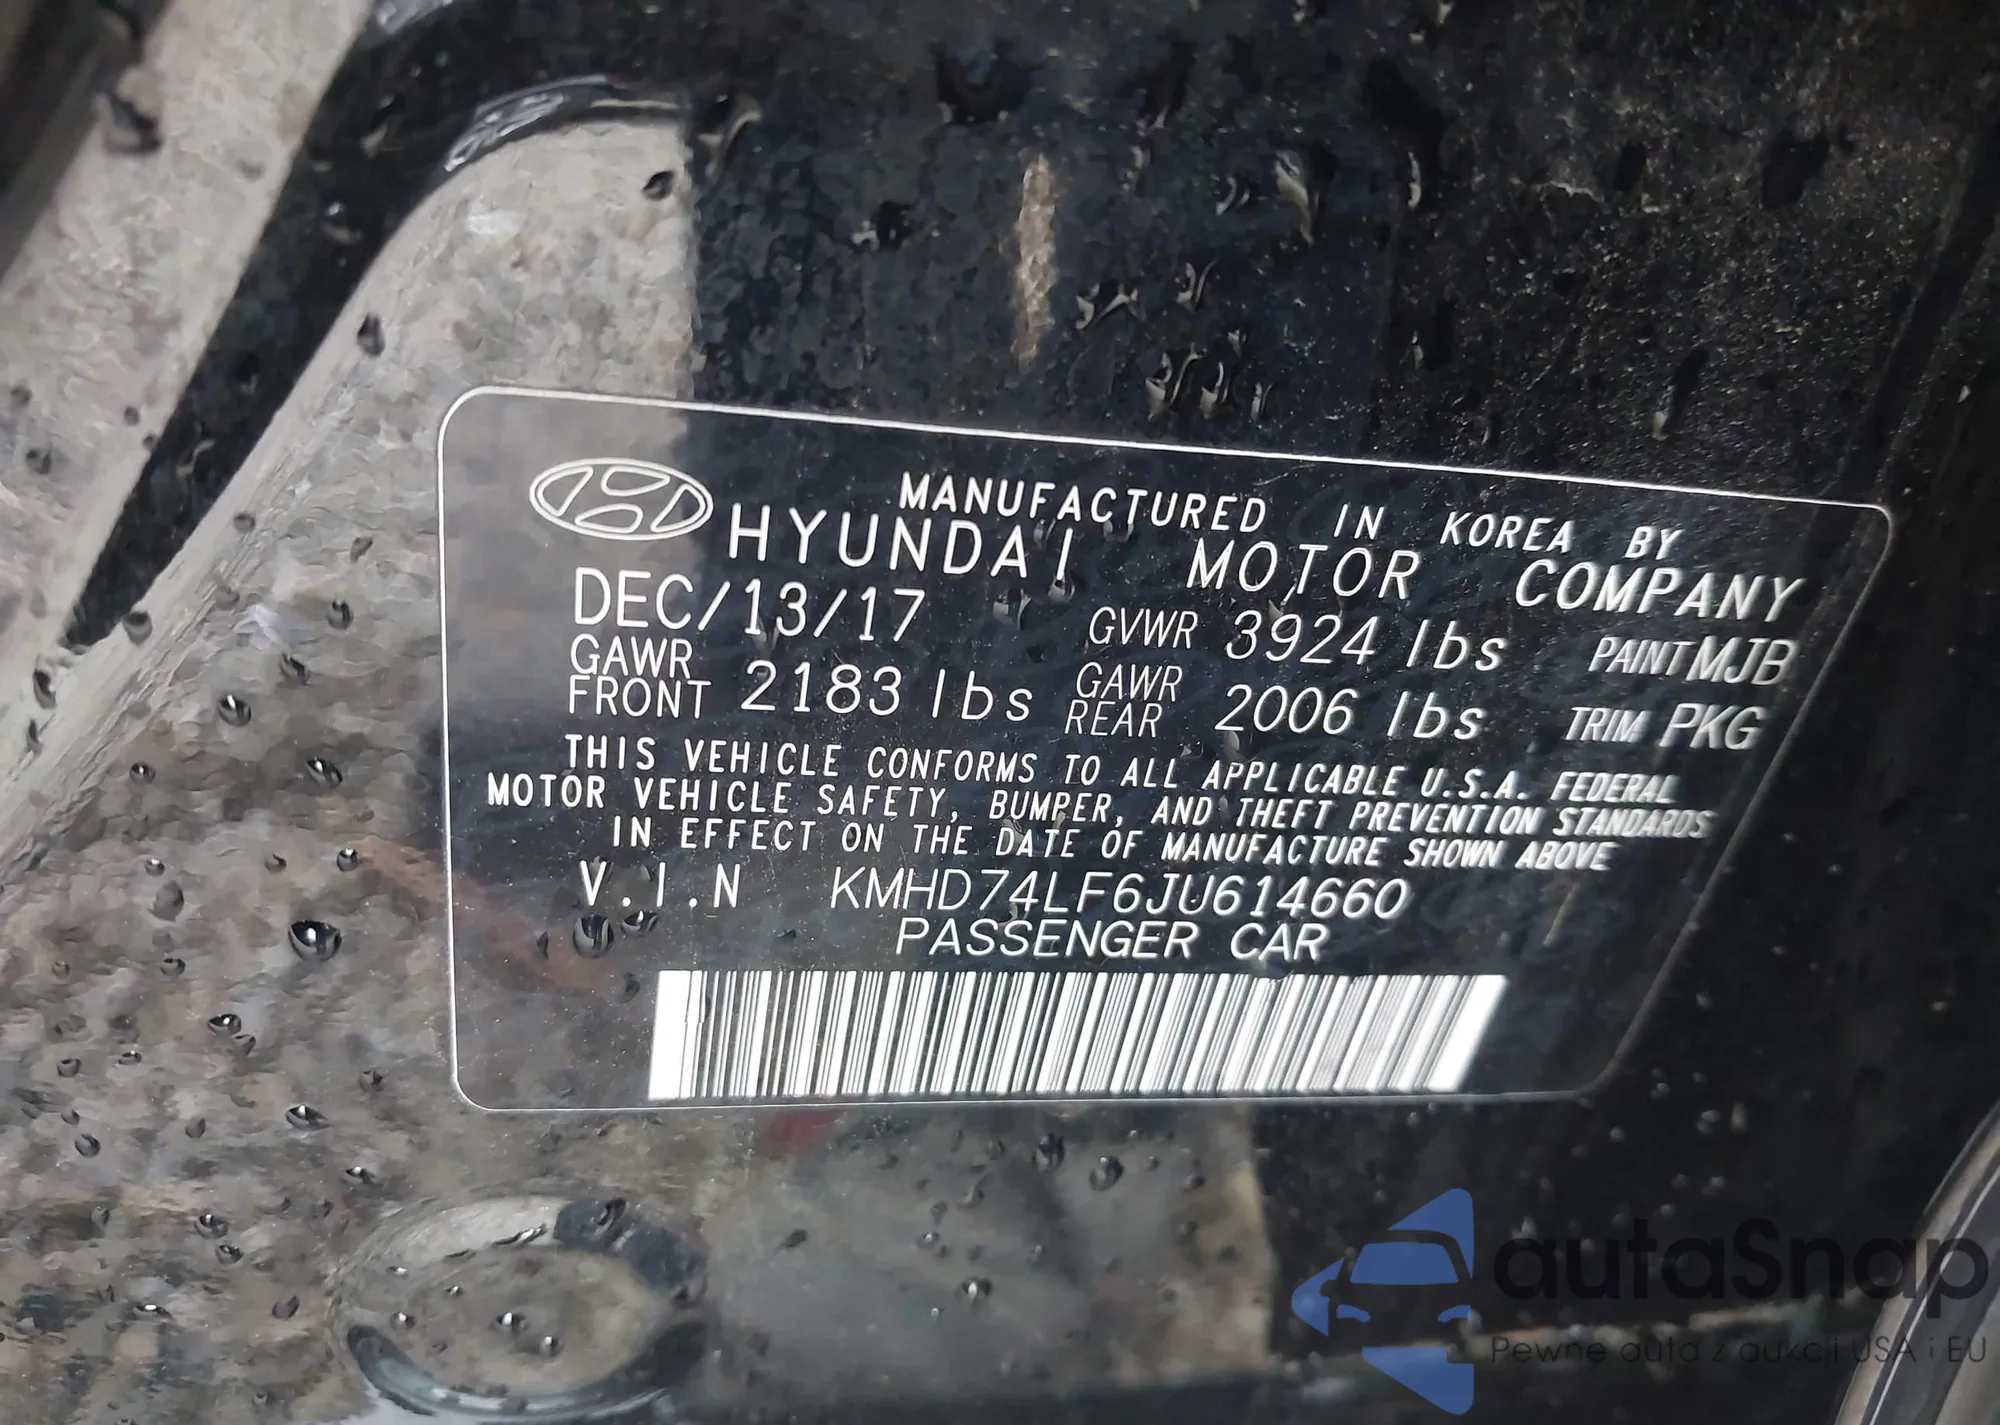 MANUFACTURED IN KOREA BY
HYUNDAI MOTOR COMPANY
DEC/13/17 GVWR 3924 lbs PAINT MJB
GAWR FRONT 2183 lbs GAWR REAR 2006 lbs TRIM PKG
THIS VEHICLE CONFORMS TO ALL APPLICABLE U.S.A. FEDERAL
MOTOR VEHICLE SAFETY, BUMPER, AND THEFT PREVENTION STANDARDS
IN EFFECT ON THE DATE OF MANUFACTURE SHOWN ABOVE
V.I.N KMHD74LF6JU614660
PASSENGER CAR
autaSnap
Pewne auta z aukcji USA i EU